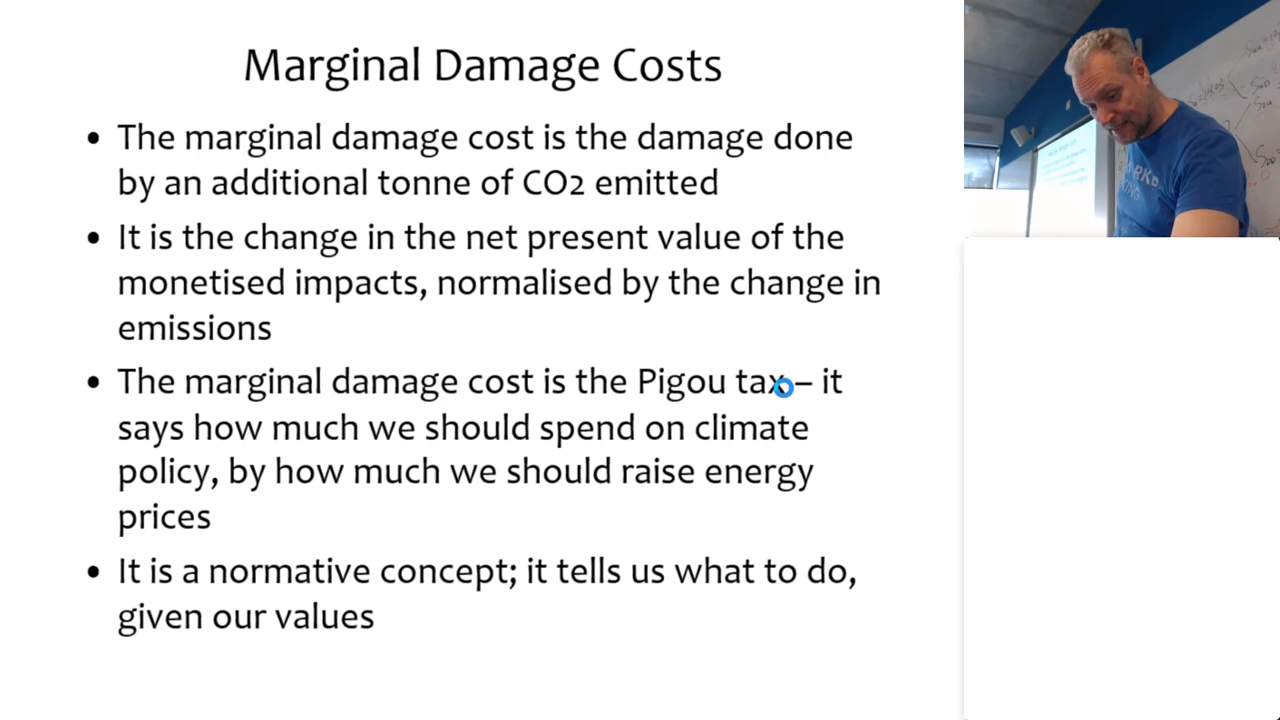 Marginal Damage Costs
• The marginal damage cost is the damage done
by an additional tonne of CO2 emitted
• It is the change in the net present value of the
monetised impacts, normalised by the change in
emissions
• The marginal damage cost is the Pigou tax – it
says how much we should spend on climate
policy, by how much we should raise energy
prices
• It is a normative concept; it tells us what to do,
given our values